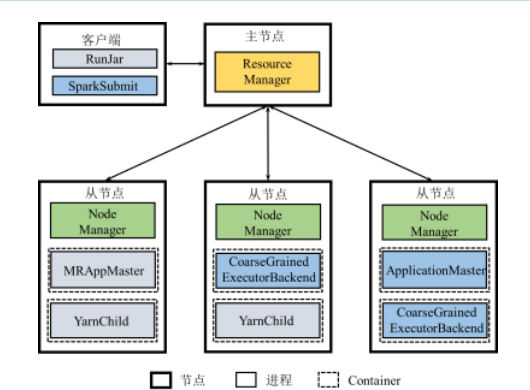 客户端
RunJar
SparkSubmit
主节点
Resource
Manager
从节点
Node
Manager
MRAppMaster
YarnChild
从节点
Node
Manager
CoarseGrained
ExecutorBackend
YarnChild
从节点
Node
Manager
ApplicationMaster
CoarseGrained
ExecutorBackend
节点
进程
Container